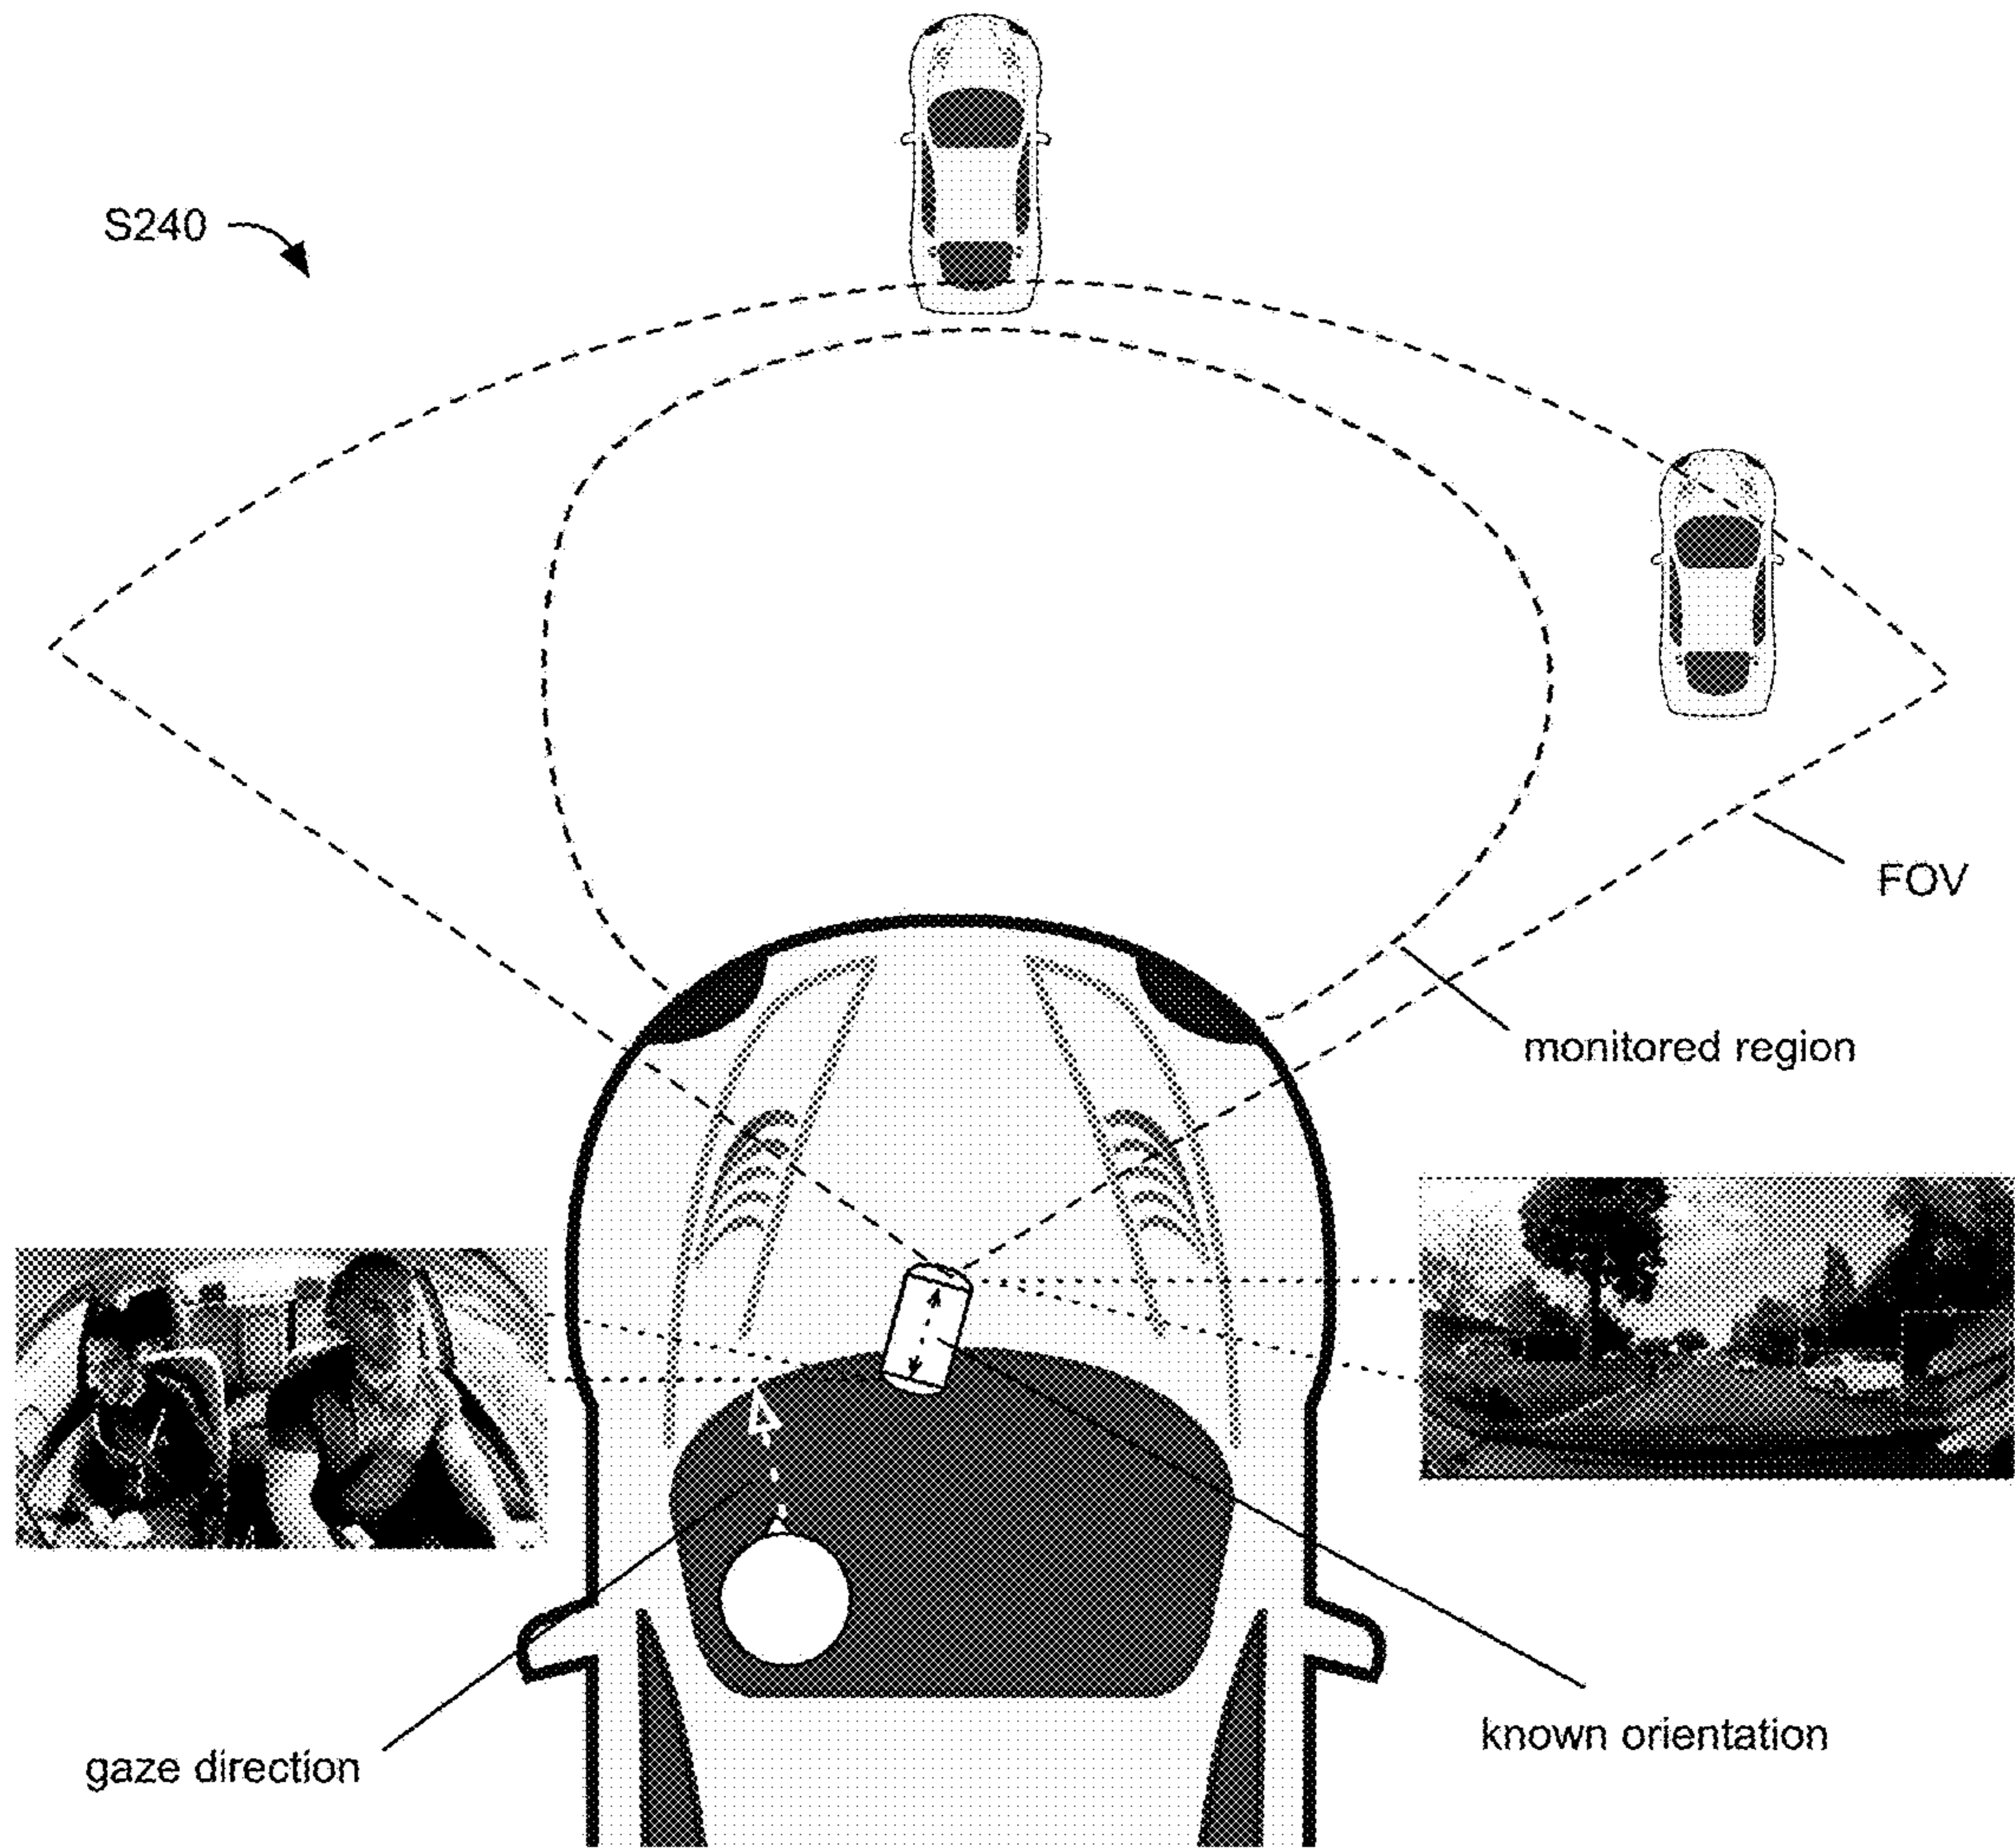 S240
FOV
monitored region
known orientation
gaze direction